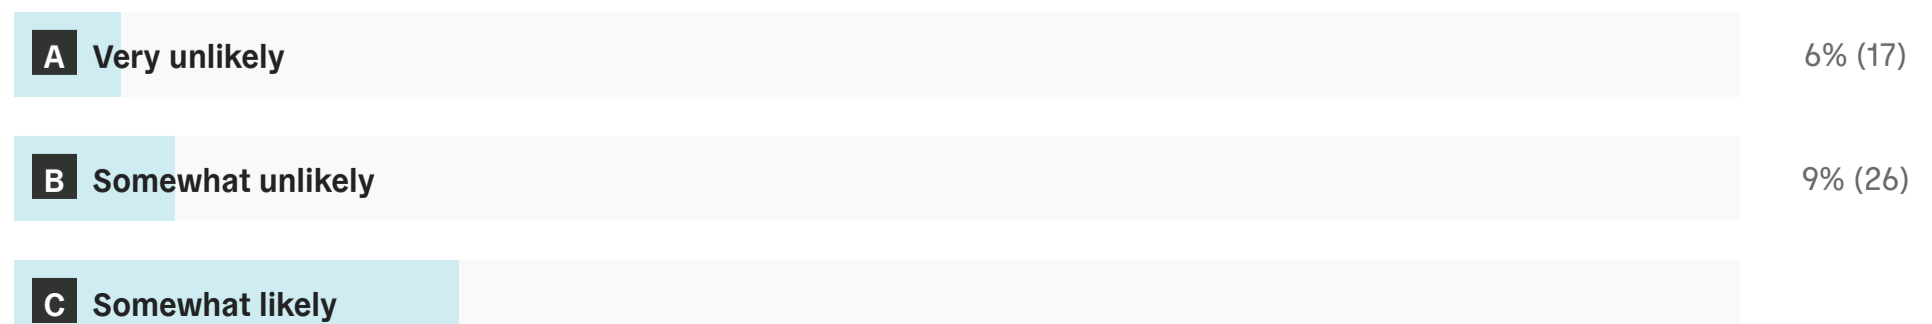 A Very unlikely 6% (17)
B Somewhat unlikely 9% (26)
C Somewhat likely